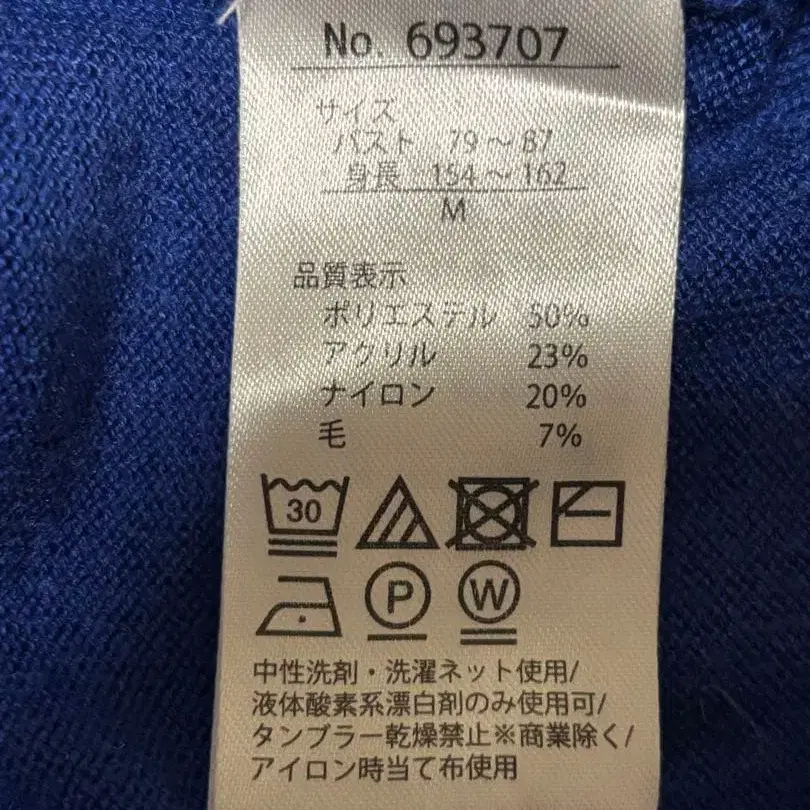 No. 693707
サイズ
バスト 79～87
身長 154～162
M
品質表示
ポリエステル 50%
アクリル 23%
ナイロン 20%
毛 7%
30
P W
中性洗剤・洗濯ネット使用/
液体酸素系漂白剤のみ使用可/
タンブラー乾燥禁止※商業除く/
アイロン時当て布使用